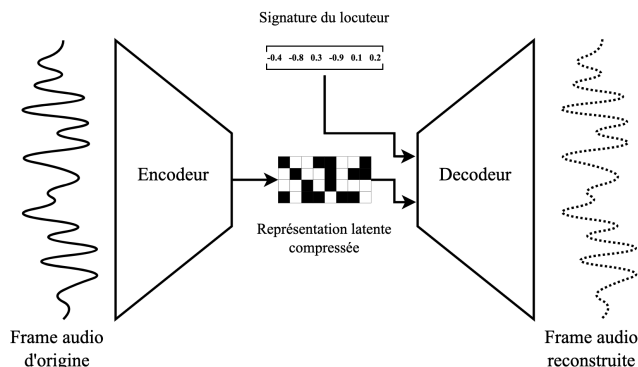 Signature du locuteur
-0.4 -0.8 0.3 -0.9 0.1 0.2
Encodeur
Decodeur
Représentation latente
compressée
Frame audio
d'origine
Frame audio
reconstruite